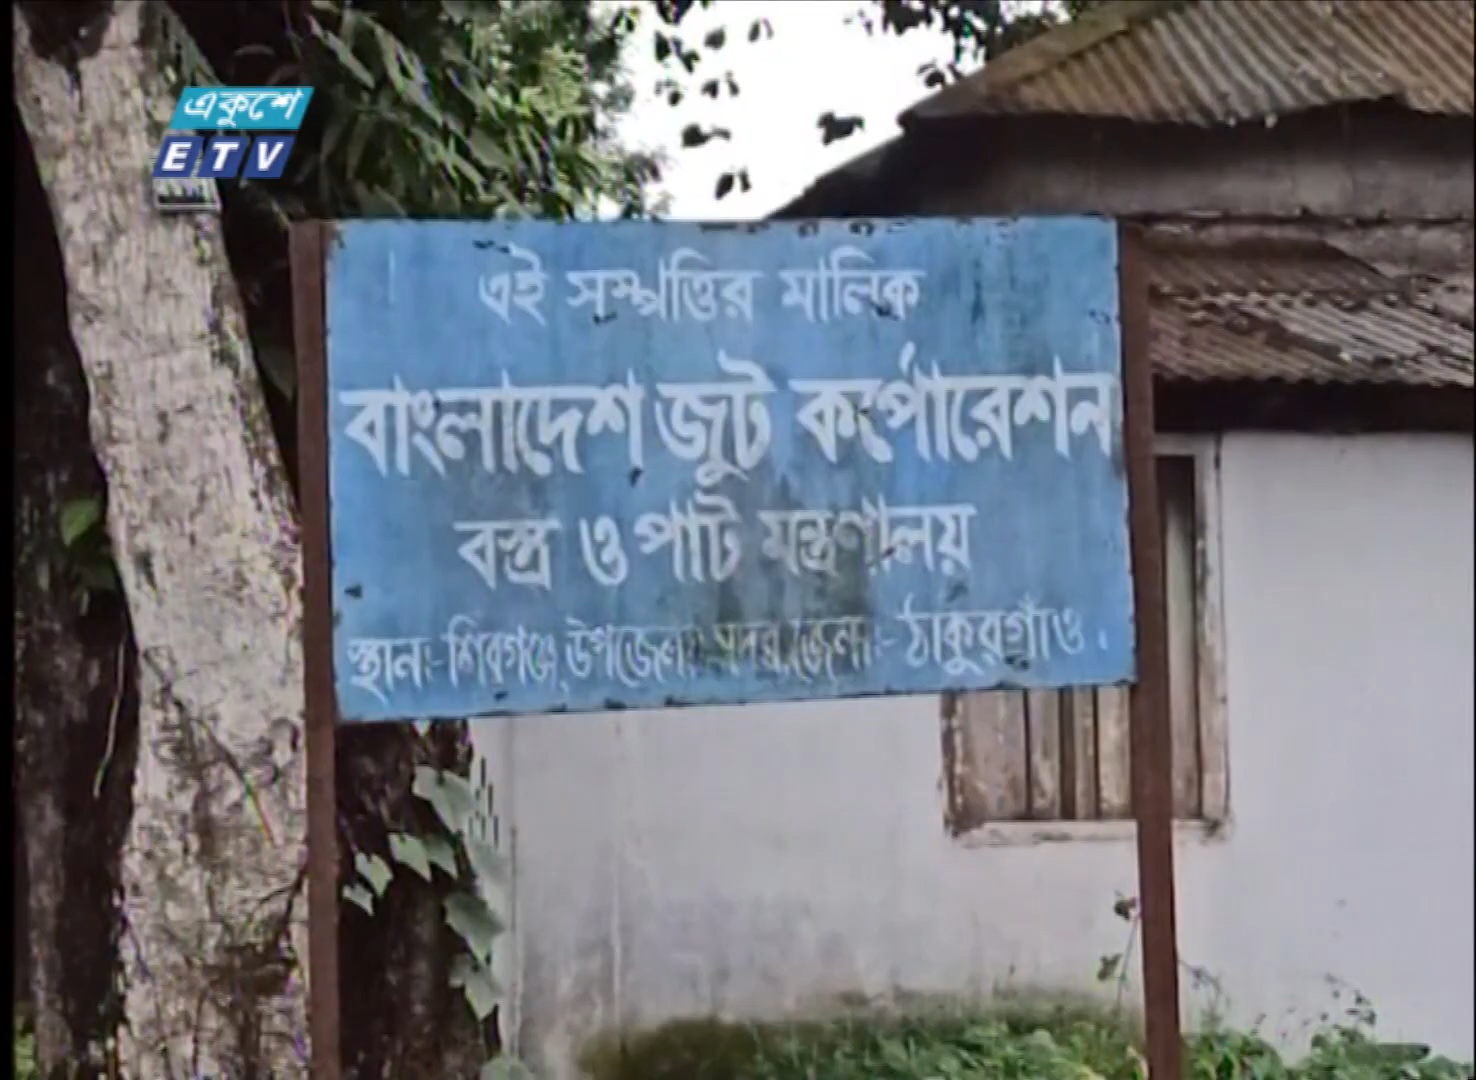 একুশে
ETV
এই সম্পত্তির মালিক
বাংলাদেশ জুট কর্পোরেশন
বস্ত্র ও পাট মন্ত্রণালয়
স্থান:- শিবগঞ্জ, উপজেলা: সদর, জেলা:- ঠাকুরগাঁও।